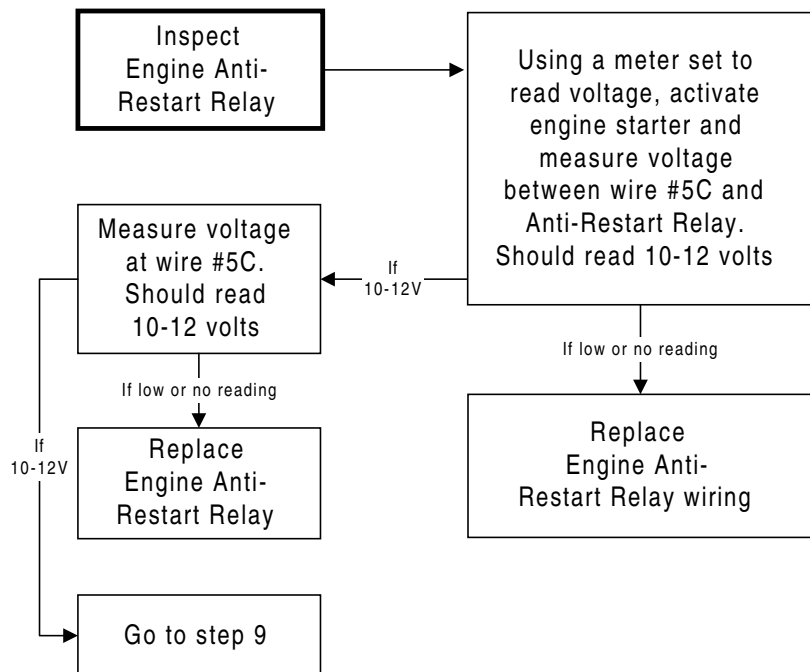 Inspect
Engine Anti-
Restart Relay
Using a meter set to
read voltage, activate
engine starter and
measure voltage
between wire #5C and
Anti-Restart Relay.
Should read 10-12 volts
If
10-12V
Measure voltage
at wire #5C.
Should read
10-12 volts
If low or no reading
Replace
Engine Anti-
Restart Relay wiring
If low or no reading
Replace
Engine Anti-
Restart Relay
If
10-12V
Go to step 9